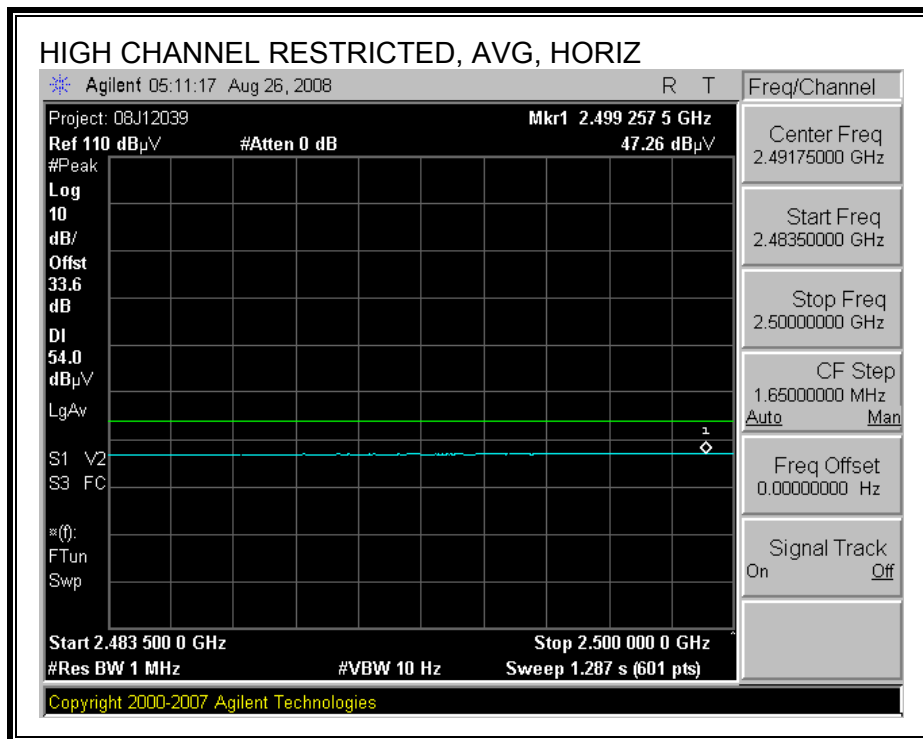 HIGH CHANNEL RESTRICTED, AVG, HORIZ
Agilent 05:11:17 Aug 26, 2008 R T
Project: 08J12039 Mkr1 2.499 257 5 GHz
Ref 110 dBµV #Atten 0 dB 47.26 dBµV
#Peak
Log
10
dB/
Offst
33.6
dB
DI
54.0
dBµV
LgAv
1
S1 V2
S3 FC
¤(f):
FTun
Swp
Start 2.483 500 0 GHz Stop 2.500 000 0 GHz ^
#Res BW 1 MHz #VBW 10 Hz Sweep 1.287 s (601 pts)
Copyright 2000-2007 Agilent Technologies
Freq/Channel
Center Freq
2.49175000 GHz
Start Freq
2.48350000 GHz
Stop Freq
2.50000000 GHz
CF Step
1.65000000 MHz
Auto Man
Freq Offset
0.00000000 Hz
Signal Track
On Off